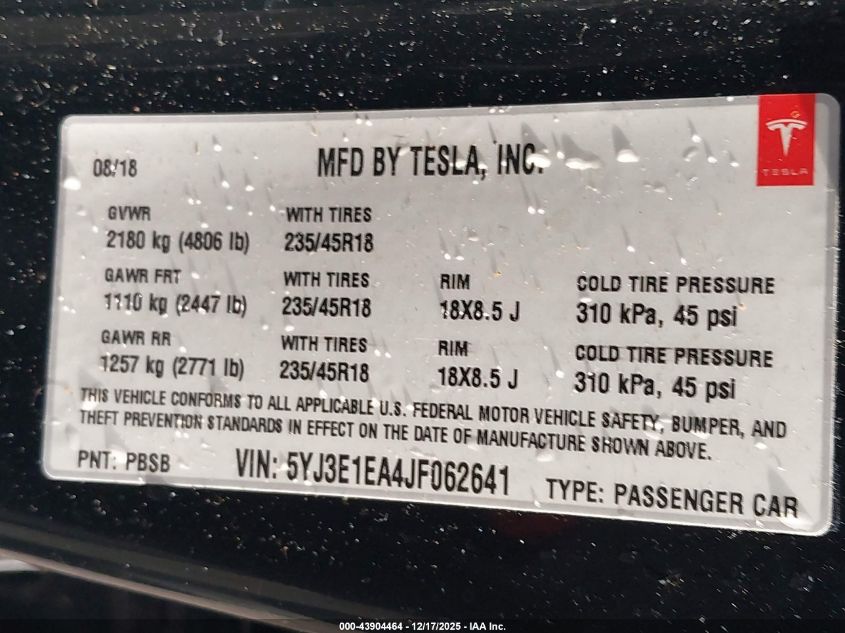 TESLA
08/18 MFD BY TESLA, INC.
GVWR WITH TIRES
2180 kg (4806 lb) 235/45R18
GAWR FRT WITH TIRES RIM COLD TIRE PRESSURE
1110 kg (2447 lb) 235/45R18 18X8.5 J 310 kPa, 45 psi
GAWR RR WITH TIRES RIM COLD TIRE PRESSURE
1257 kg (2771 lb) 235/45R18 18X8.5 J 310 kPa, 45 psi
THIS VEHICLE CONFORMS TO ALL APPLICABLE U.S. FEDERAL MOTOR VEHICLE SAFETY, BUMPER, AND
THEFT PREVENTION STANDARDS IN EFFECT ON THE DATE OF MANUFACTURE SHOWN ABOVE.
PNT: PBSB VIN: 5YJ3E1EA4JF062641 TYPE: PASSENGER CAR
000-43904464 - 12/17/2025 - IAA Inc.